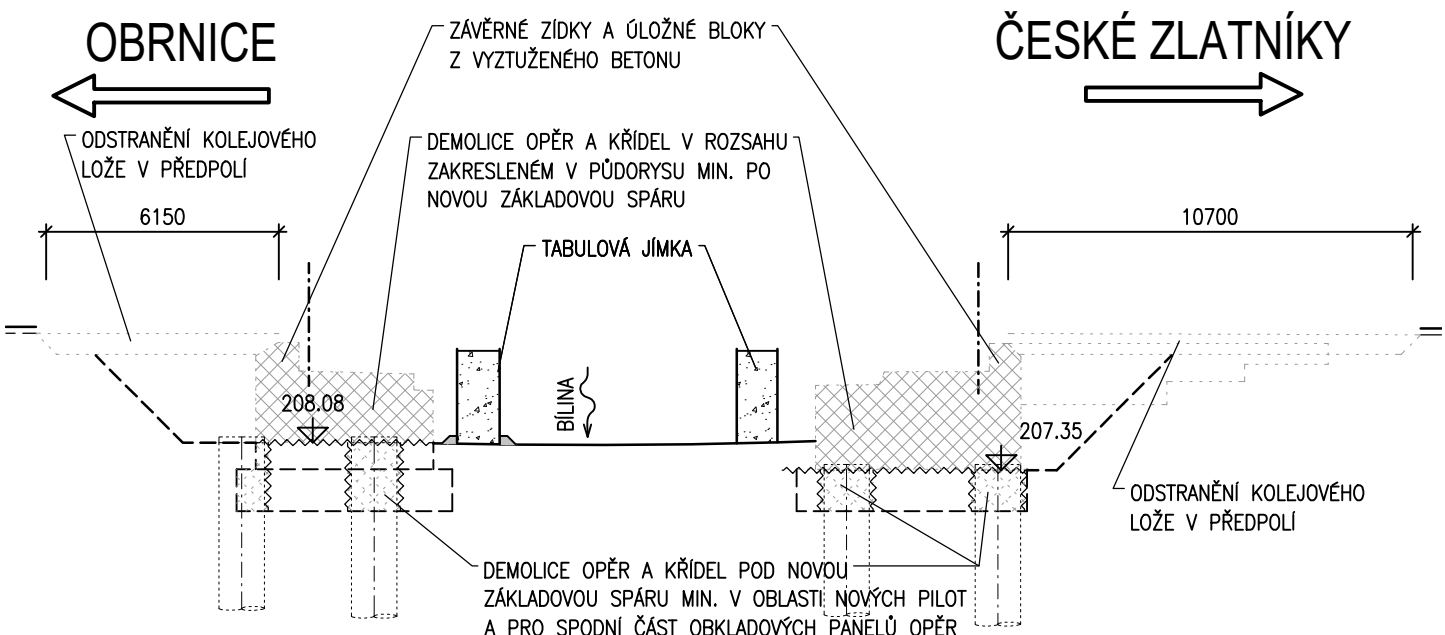 OBRNICE
ČESKÉ ZLATNÍKY
ZÁVĚRNÉ ZÍDKY A ÚLOŽNÉ BLOKY
Z VYZTUŽENÉHO BETONU
ODSTRANĚNÍ KOLEJOVÉHO
LOŽE V PŘEDPOLÍ
DEMOLICE OPĚR A KŘÍDEL V ROZSAHU
ZAKRESLENÉM V PŮDORYSU MIN. PO
NOVOU ZÁKLADOVOU SPÁRU
6150
10700
TABULOVÁ JÍMKA
BÍLINA
208.08
207.35
ODSTRANĚNÍ KOLEJOVÉHO
LOŽE V PŘEDPOLÍ
DEMOLICE OPĚR A KŘÍDEL POD NOVOU
ZÁKLADOVOU SPÁRU MIN. V OBLASTI NOVÝCH PILOT
A PRO SPODNÍ ČÁST OBKLADOVÝCH PANELŮ OPĚR